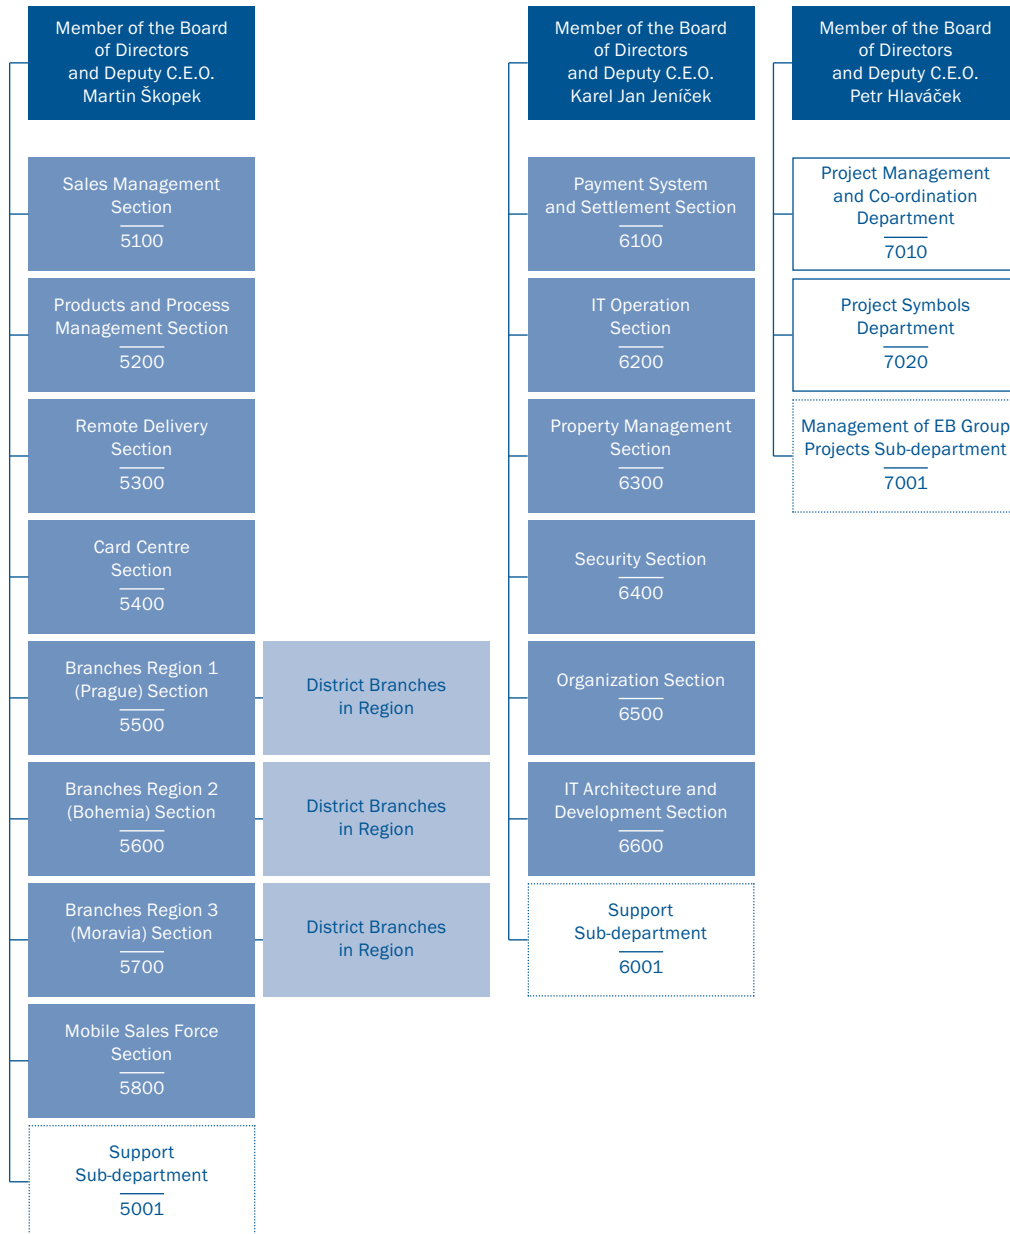 Member of the Board
of Directors
and Deputy C.E.O.
Martin Škopek
Sales Management
Section
5100
Products and Process
Management Section
5200
Remote Delivery
Section
5300
Card Centre
Section
5400
Branches Region 1
(Prague) Section
5500
District Branches
in Region
Branches Region 2
(Bohemia) Section
5600
District Branches
in Region
Branches Region 3
(Moravia) Section
5700
District Branches
in Region
Mobile Sales Force
Section
5800
Support
Sub-department
5001
Member of the Board
of Directors
and Deputy C.E.O.
Karel Jan Jeníček
Payment System
and Settlement Section
6100
IT Operation
Section
6200
Property Management
Section
6300
Security Section
6400
Organization Section
6500
IT Architecture and
Development Section
6600
Support
Sub-department
6001
Member of the Board
of Directors
and Deputy C.E.O.
Petr Hlaváček
Project Management
and Co-ordination
Department
7010
Project Symbols
Department
7020
Management of EB Group
Projects Sub-department
7001